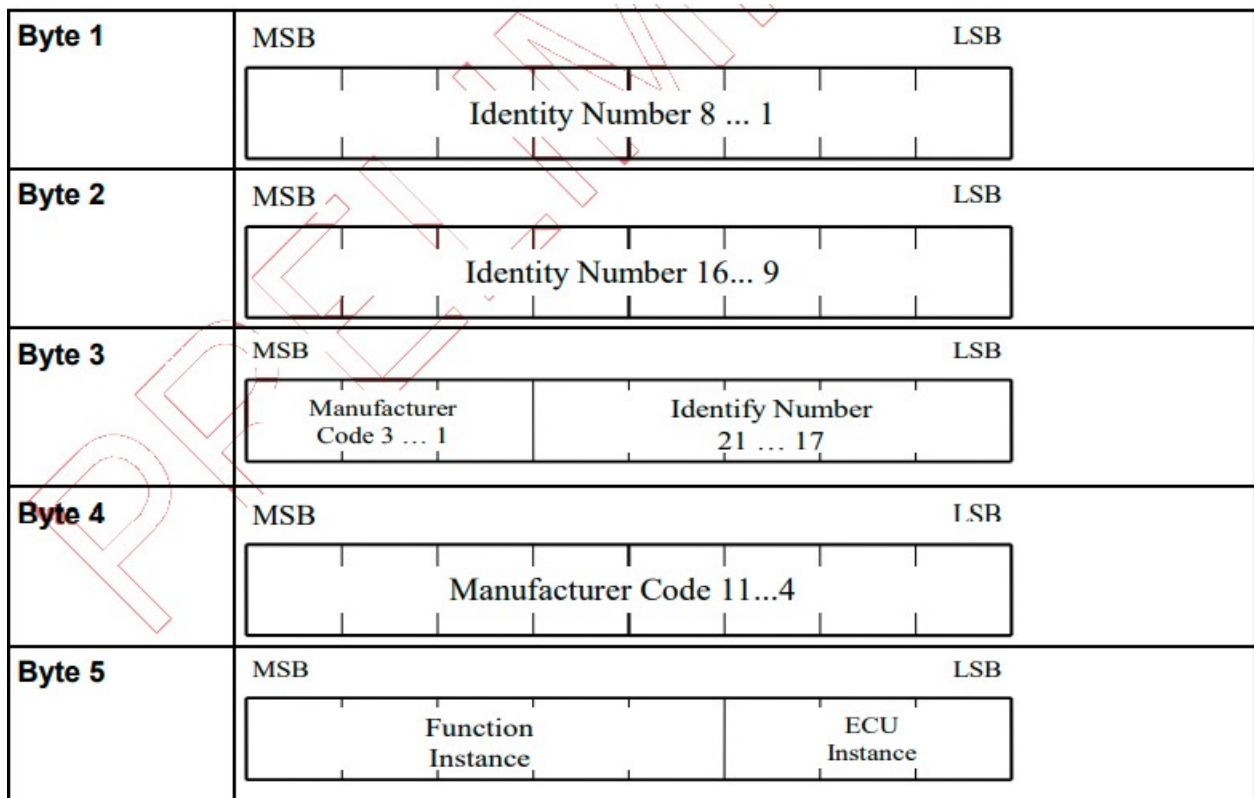 Byte 1
MSB LSB
Identity Number 8 ... 1
Byte 2
MSB LSB
Identity Number 16... 9
Byte 3
MSB LSB
Manufacturer Identify Number
Code 3 … 1 21 … 17
Byte 4
MSB LSB
Manufacturer Code 11...4
Byte 5
MSB LSB
Function ECU
Instance Instance